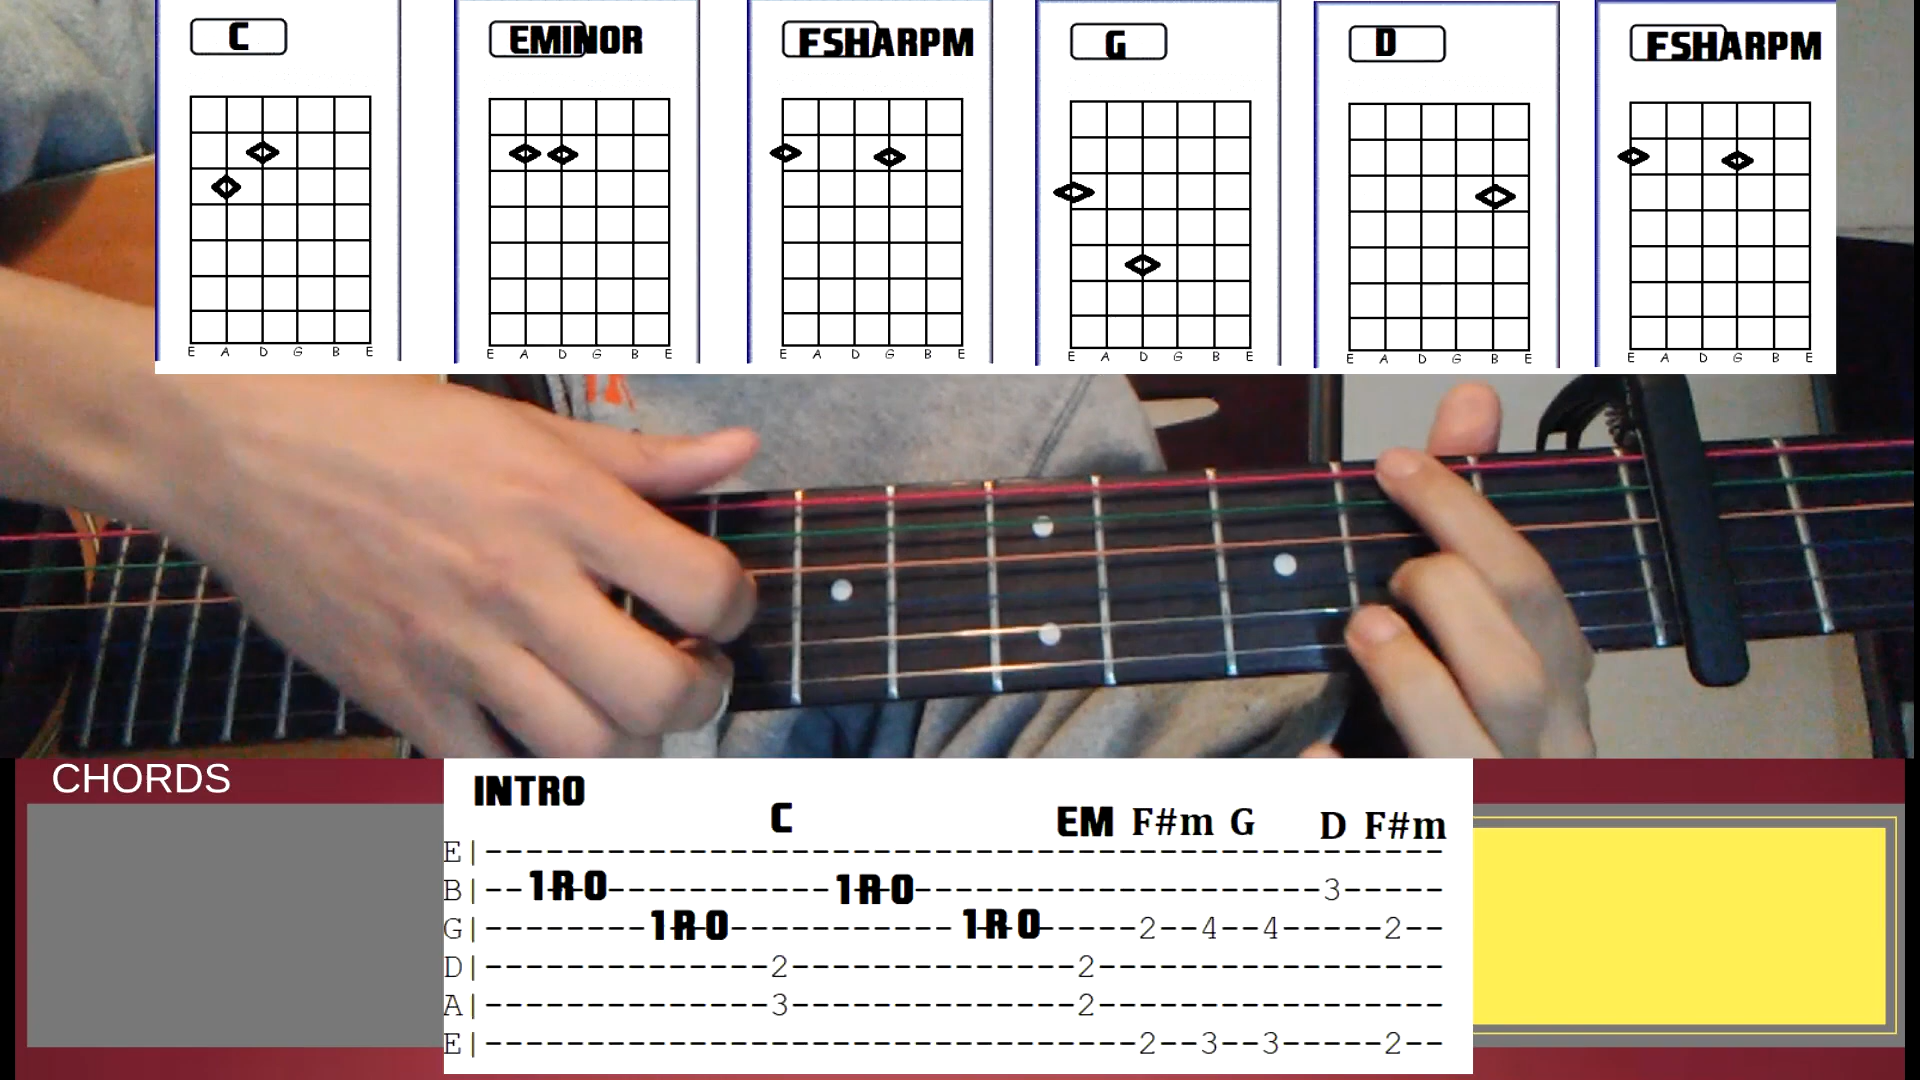 C EMINOR FSHARPM G D FSHARPM
E A D G B E E A D G B E E A D G B E E A D G B E E A D G B E E A D G B E
CHORDS
INTRO
C EM F#m G D F#m
E|-----------------------------------------------
B|--1R0-----------1R0--------------------3-----
G|--------1R0-----------1R0-----2--4--4-----2--
D|--------------2--------------2-----------------
A|--------------3--------------2-----------------
E|--------------------------------2--3--3-----2--